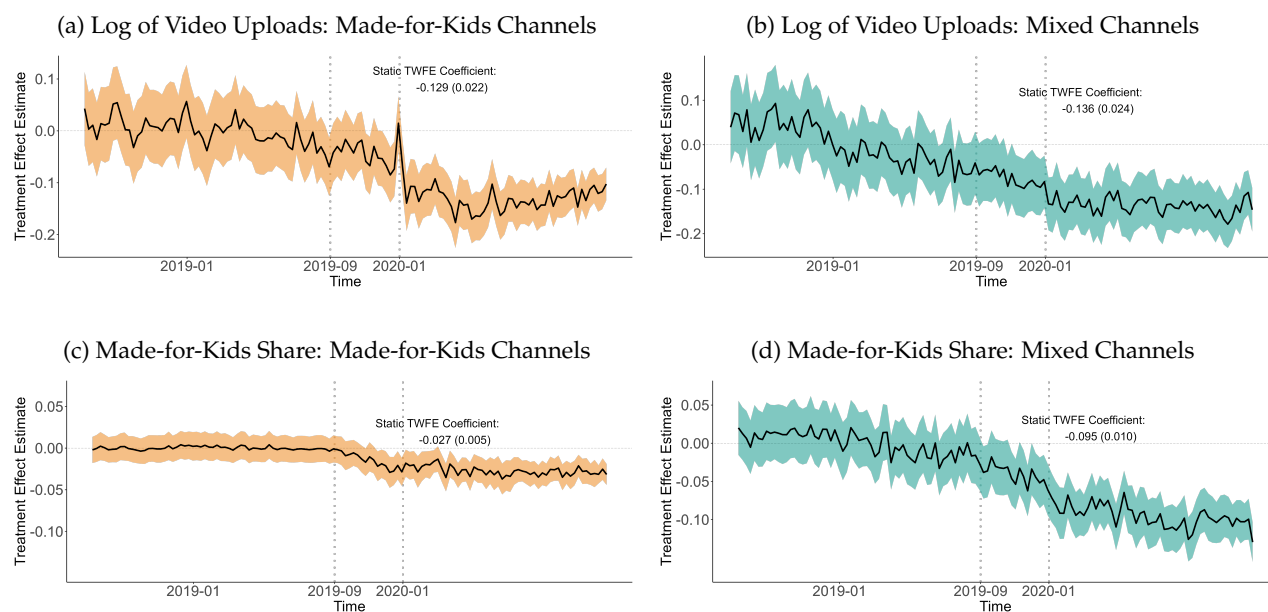 (a) Log of Video Uploads: Made-for-Kids Channels
Treatment Effect Estimate
0.1
0.0
-0.1
-0.2
Static TWFE Coefficient:
-0.129 (0.022)
2019-01
2019-09
2020-01
Time
(b) Log of Video Uploads: Mixed Channels
Treatment Effect Estimate
0.1
0.0
-0.1
-0.2
Static TWFE Coefficient:
-0.136 (0.024)
2019-01
2019-09
2020-01
Time
(c) Made-for-Kids Share: Made-for-Kids Channels
Treatment Effect Estimate
0.05
0.00
-0.05
-0.10
Static TWFE Coefficient:
-0.027 (0.005)
2019-01
2019-09
2020-01
Time
(d) Made-for-Kids Share: Mixed Channels
Treatment Effect Estimate
0.05
0.00
-0.05
-0.10
Static TWFE Coefficient:
-0.095 (0.010)
2019-01
2019-09
2020-01
Time